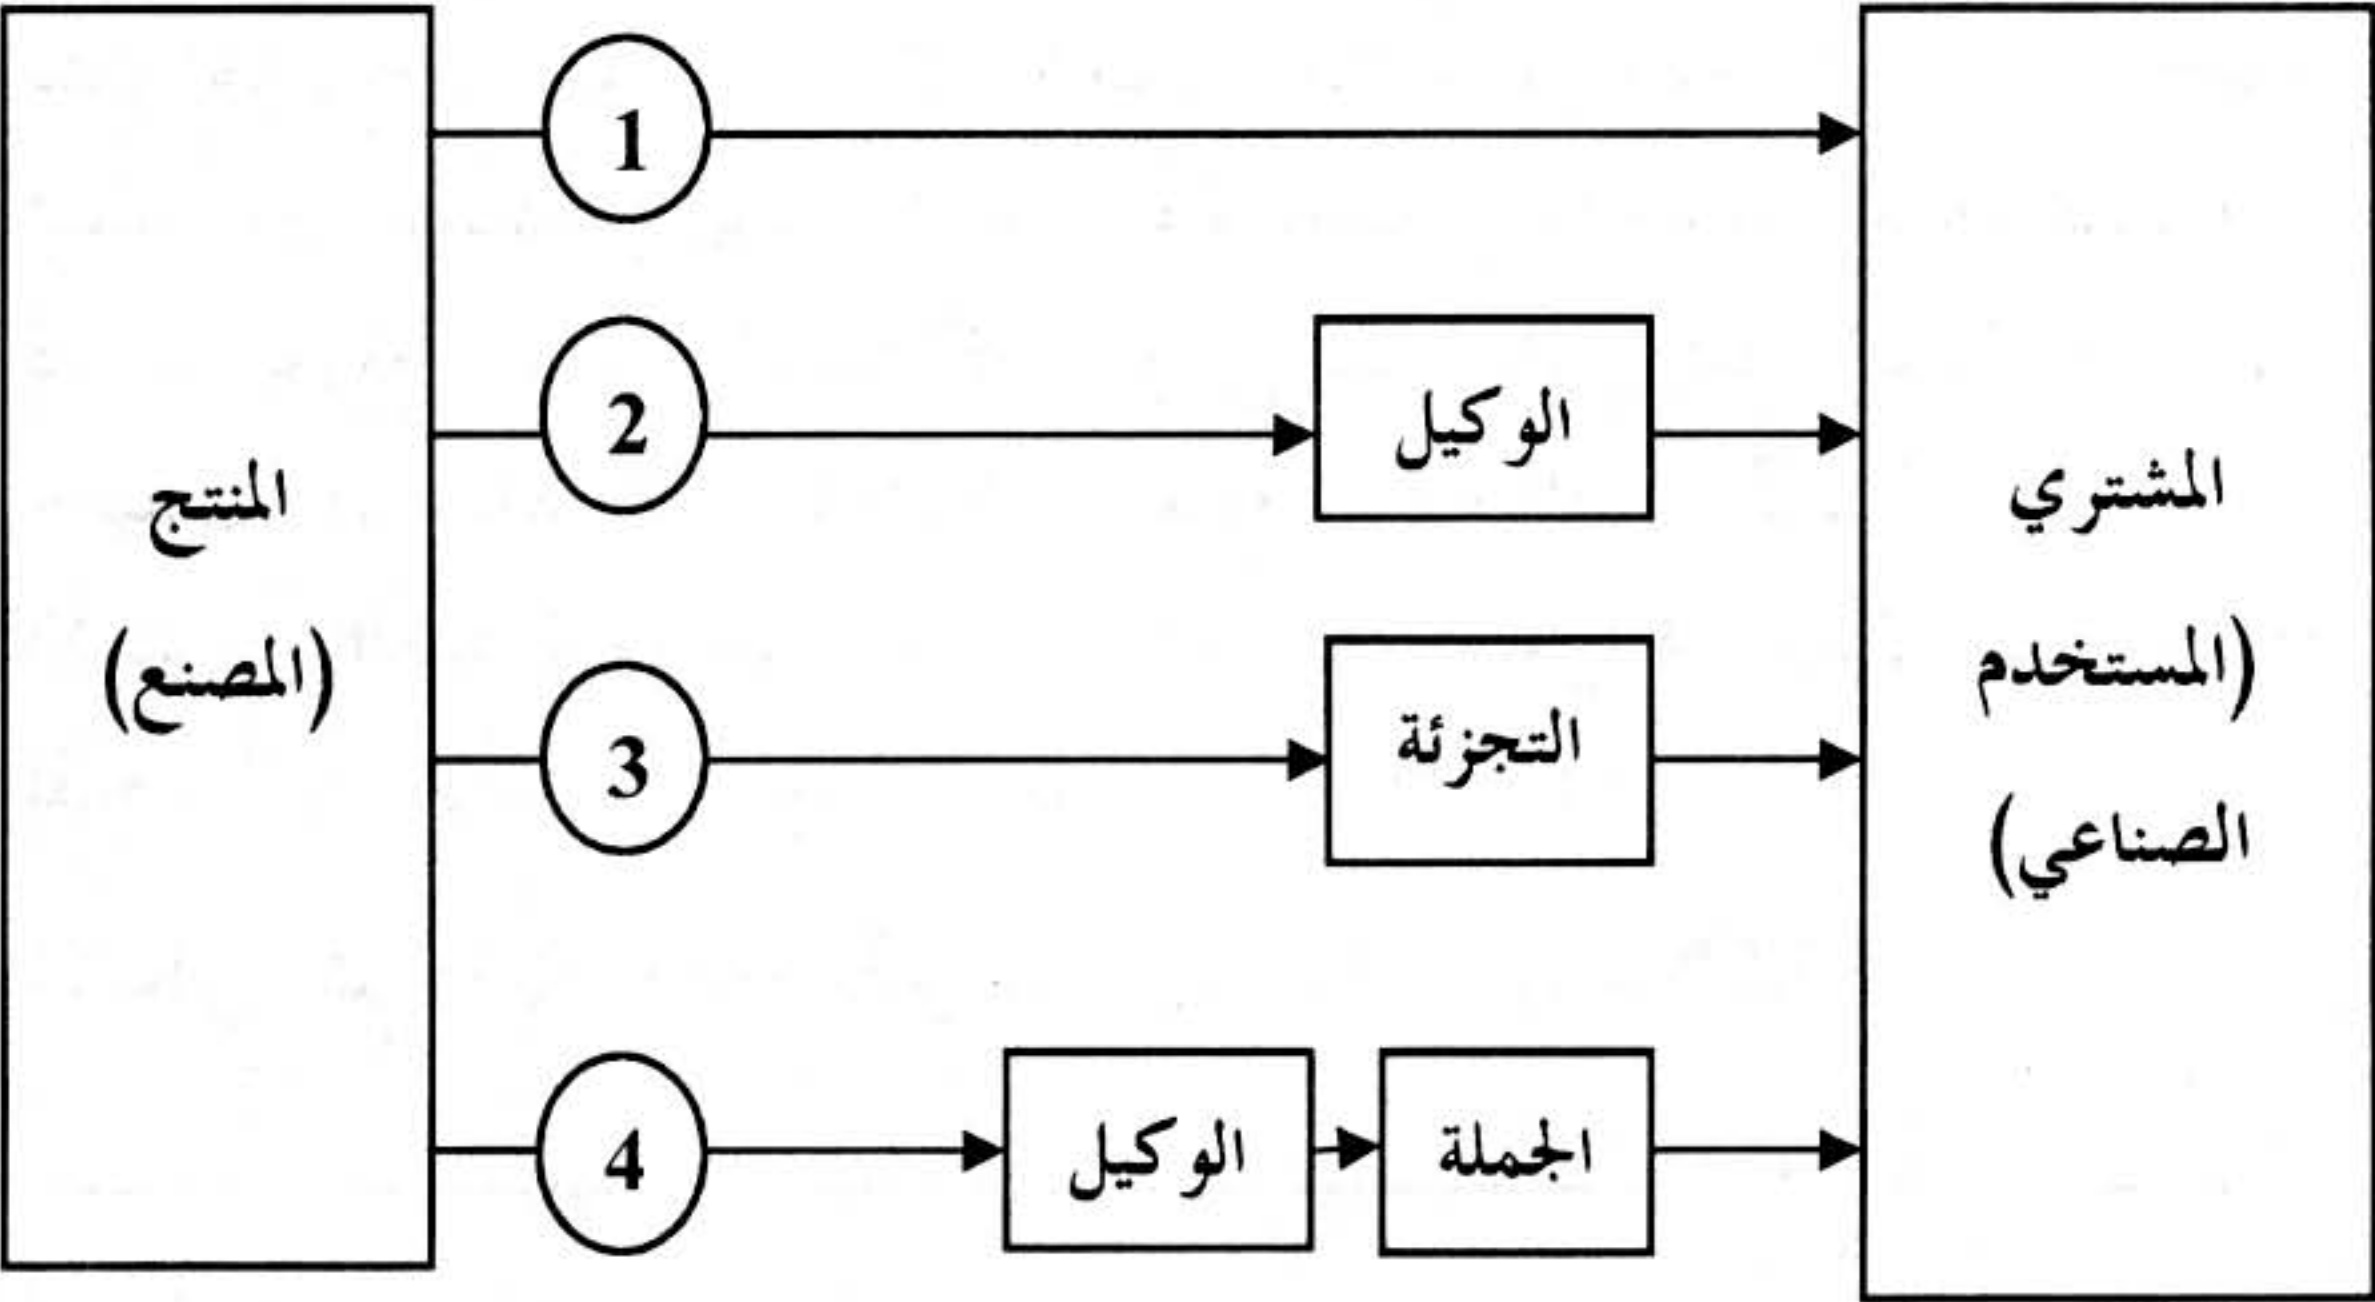 المنتج
(المصنع)
1
2
الوكيل
3
التجزئة
4
الوكيل
الجملة
المشتري
(المستخدم
الصناعي)